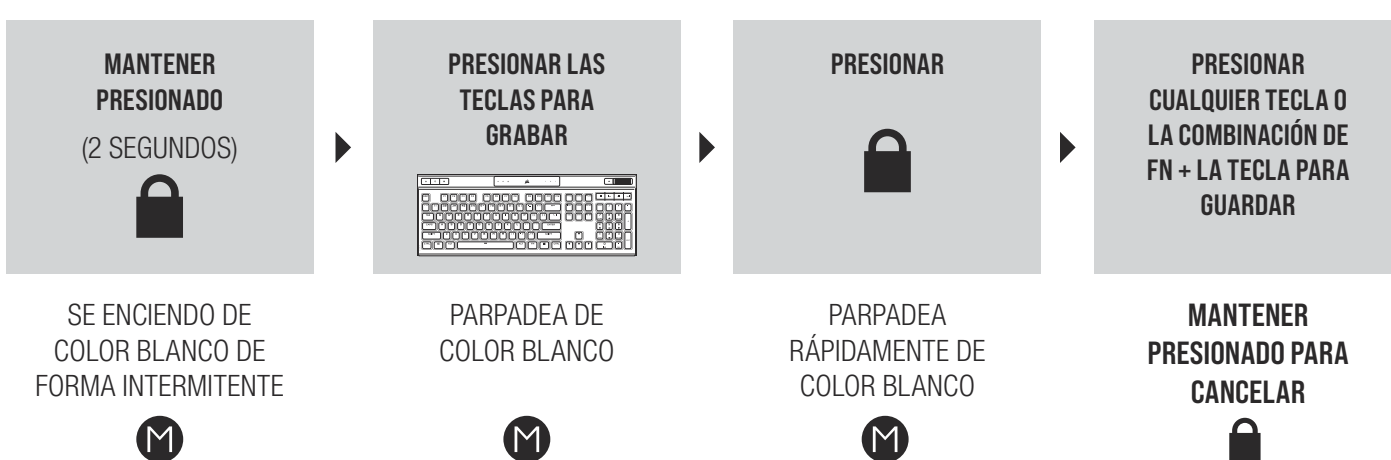 MANTENER
PRESIONADO
(2 SEGUNDOS)
PRESIONAR LAS
TECLAS PARA
GRABAR
PRESIONAR
PRESIONAR
CUALQUIER TECLA O
LA COMBINACIÓN DE
FN + LA TECLA PARA
GUARDAR
SE ENCIENDO DE
COLOR BLANCO DE
FORMA INTERMITENTE
M
PARPADEA DE
COLOR BLANCO
M
PARPADEA
RÁPIDAMENTE DE
COLOR BLANCO
M
MANTENER
PRESIONADO PARA
CANCELAR